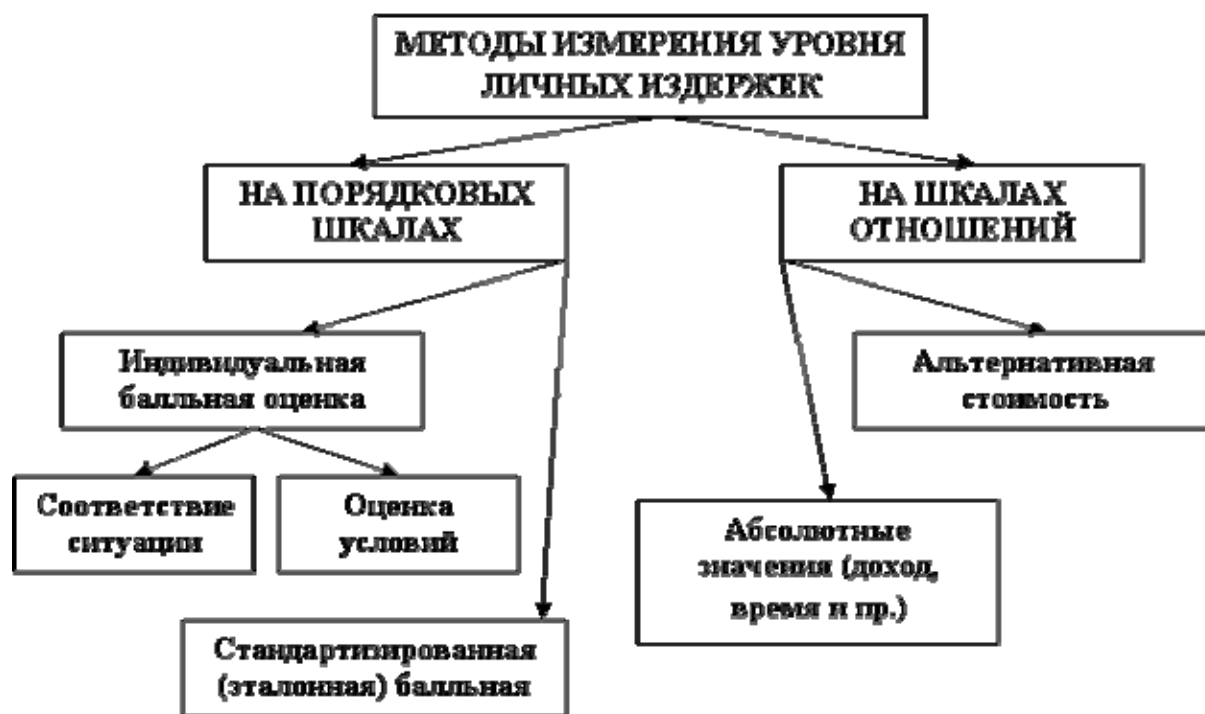 МЕТОДЫ ИЗМЕРЕНИЯ УРОВНЯ
ЛИЧНЫХ ИЗДЕРЖЕК
НА ПОРЯДКОВЫХ
ШКАЛАХ
НА ШКАЛАХ
ОТНОШЕНИЙ
Индивидуальная
балльная оценка
Альтернативная
стоимость
Соответствие
ситуации
Оценка
условий
Абсолютные
значения (доход,
время и пр.)
Стандартизированная
(эталонная) балльная